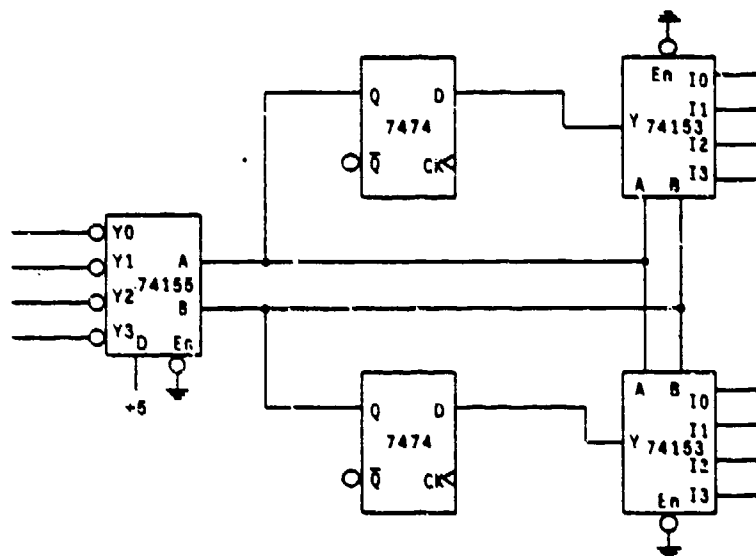 En
I0
I1
Y 74153
I2
I3
A B
Q D
7474
Q̅ CK
Y0
Y1
A
74155
Y2
B
Y3
D
En
+5
Q D
7474
Q̅ CK
A B
I0
I1
Y 74153
I2
I3
En